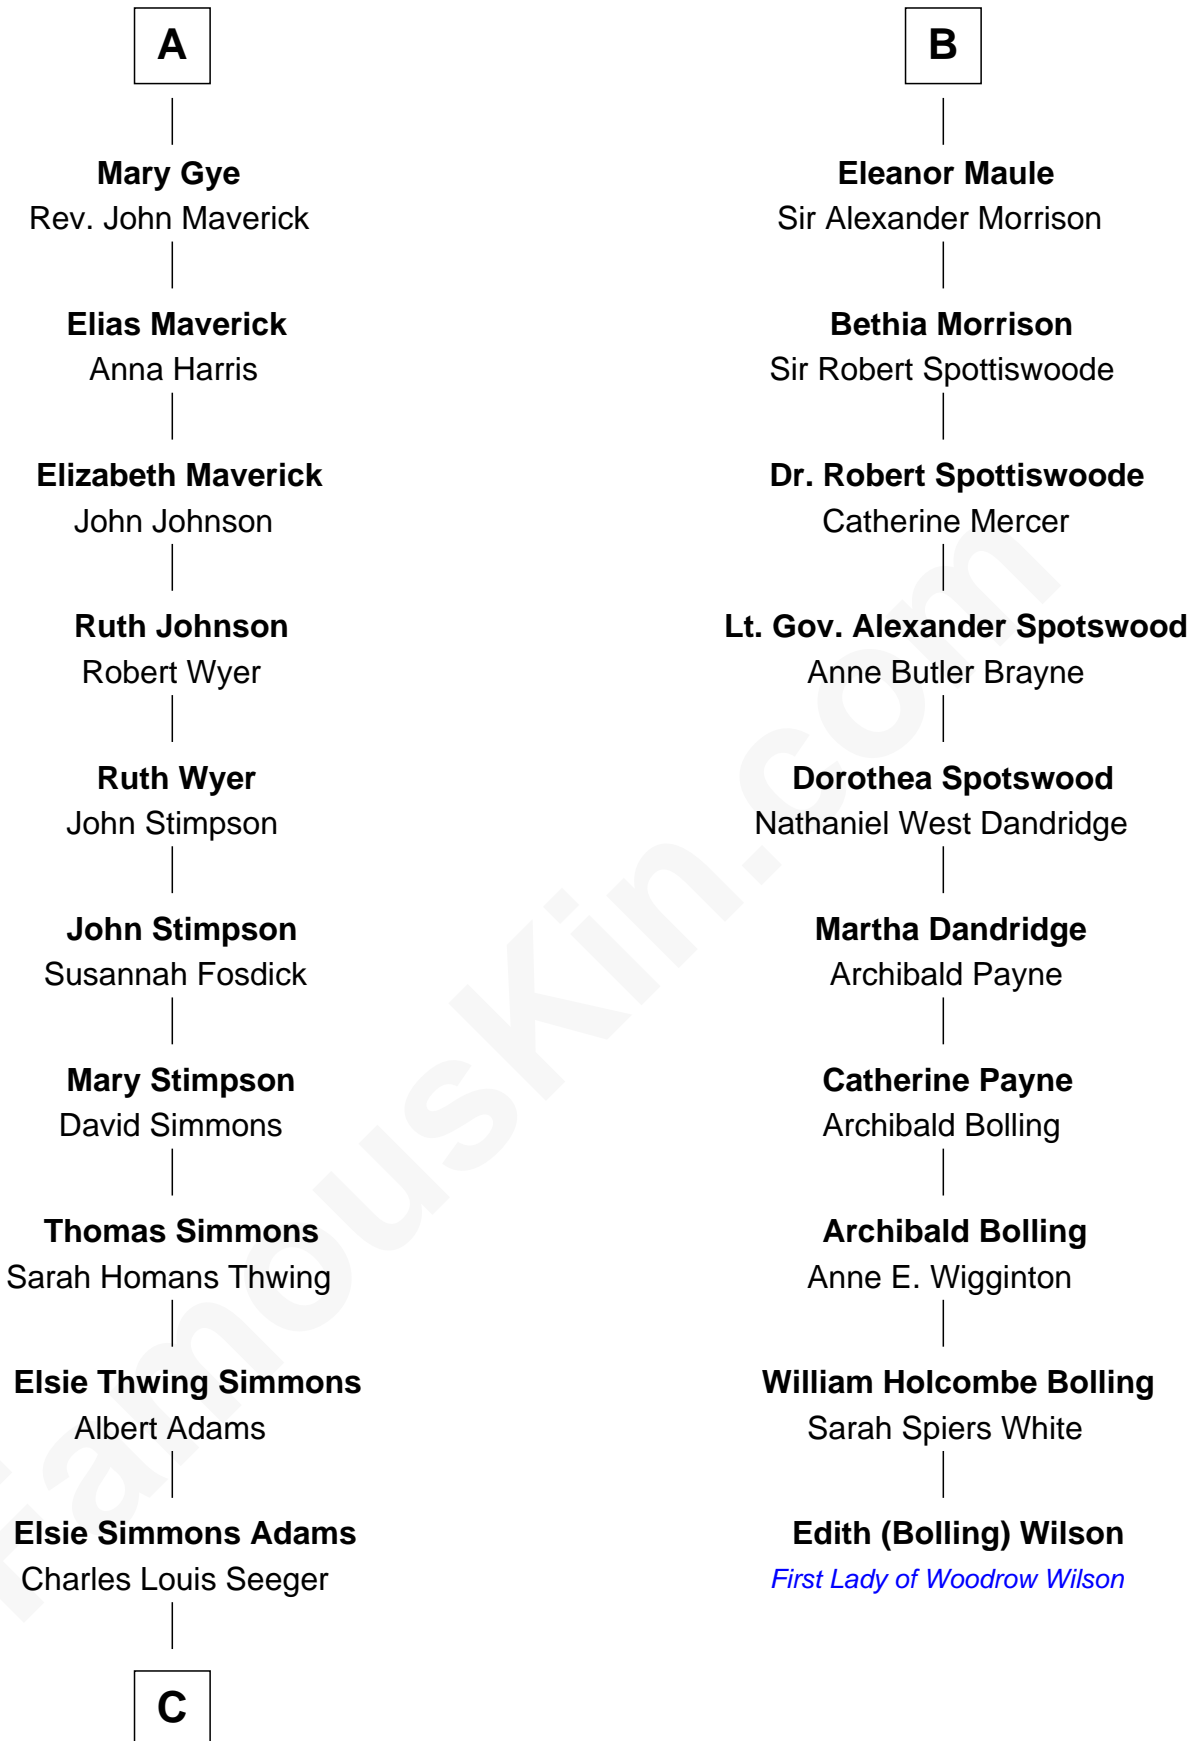 A
Mary Gye
Rev. John Maverick
Elias Maverick
Anna Harris
Elizabeth Maverick
John Johnson
Ruth Johnson
Robert Wyer
Ruth Wyer
John Stimpson
John Stimpson
Susannah Fosdick
Mary Stimpson
David Simmons
Thomas Simmons
Sarah Homans Thwing
Elsie Thwing Simmons
Albert Adams
Elsie Simmons Adams
Charles Louis Seeger
C
B
Eleanor Maule
Sir Alexander Morrison
Bethia Morrison
Sir Robert Spottiswoode
Dr. Robert Spottiswoode
Catherine Mercer
Lt. Gov. Alexander Spotswood
Anne Butler Brayne
Dorothea Spotswood
Nathaniel West Dandridge
Martha Dandridge
Archibald Payne
Catherine Payne
Archibald Bolling
Archibald Bolling
Anne E. Wigginton
William Holcombe Bolling
Sarah Spiers White
Edith (Bolling) Wilson
First Lady of Woodrow Wilson
FamousKin.com